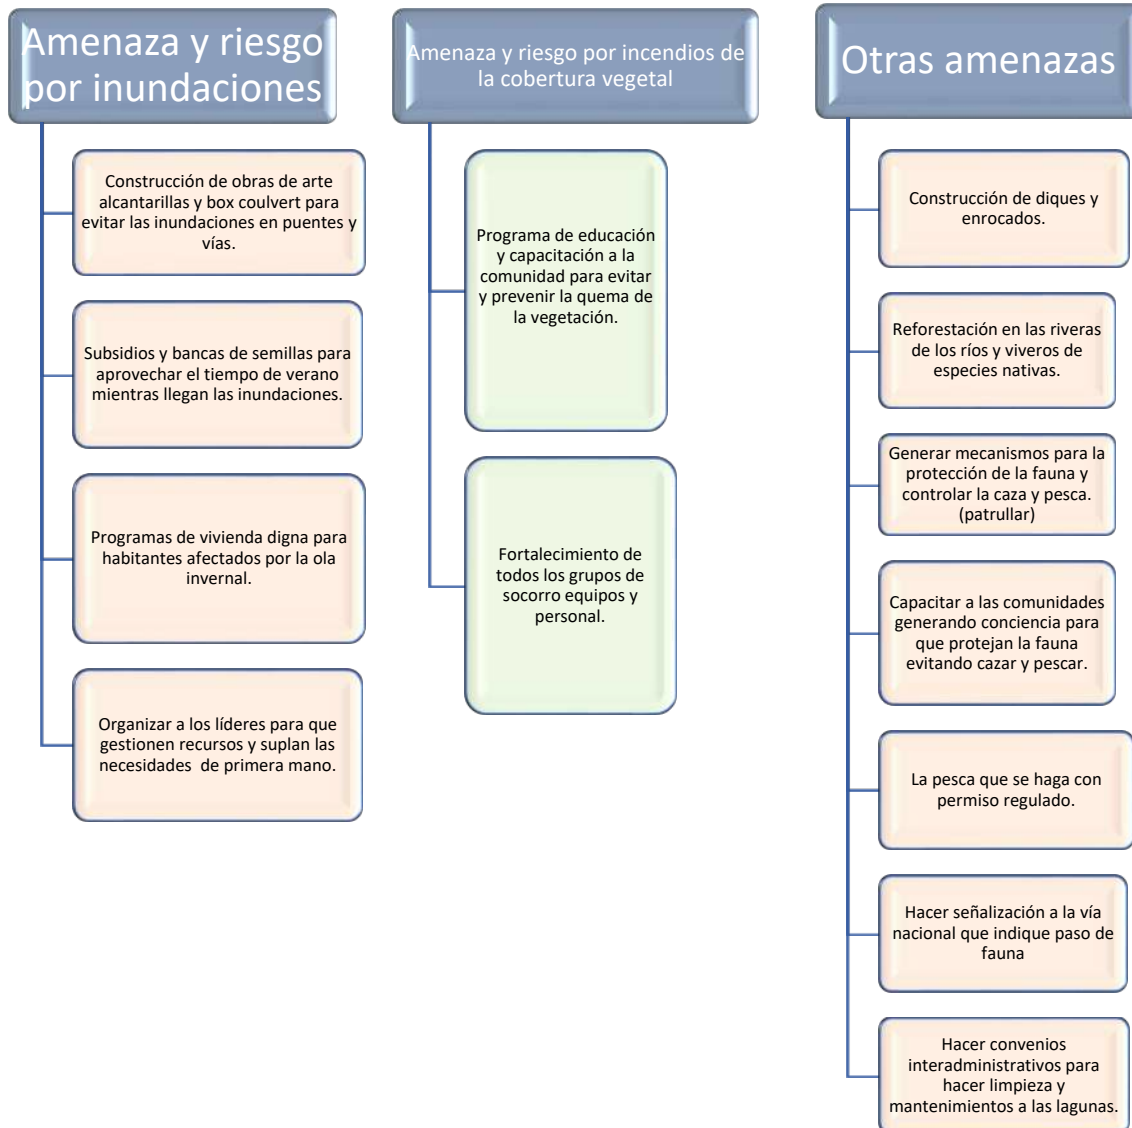 Amenaza y riesgo
por inundaciones
Construcción de obras de arte
alcantarillas y box coulvert para
evitar las inundaciones en puentes y
vías.
Subsidios y bancas de semillas para
aprovechar el tiempo de verano
mientras llegan las inundaciones.
Programas de vivienda digna para
habitantes afectados por la ola
invernal.
Organizar a los líderes para que
gestionen recursos y suplan las
necesidades de primera mano.
Amenaza y riesgo por incendios de
la cobertura vegetal
Programa de educación
y capacitación a la
comunidad para evitar
y prevenir la quema de
la vegetación.
Fortalecimiento de
todos los grupos de
socorro equipos y
personal.
Otras amenazas
Construcción de diques y
enrocados.
Reforestación en las riveras
de los ríos y viveros de
especies nativas.
Generar mecanismos para la
protección de la fauna y
controlar la caza y pesca.
(patrullar)
Capacitar a las comunidades
generando conciencia para
que protejan la fauna
evitando cazar y pescar.
La pesca que se haga con
permiso regulado.
Hacer señalización a la vía
nacional que indique paso de
fauna
Hacer convenios
interadministrativos para
hacer limpieza y
mantenimientos a las lagunas.